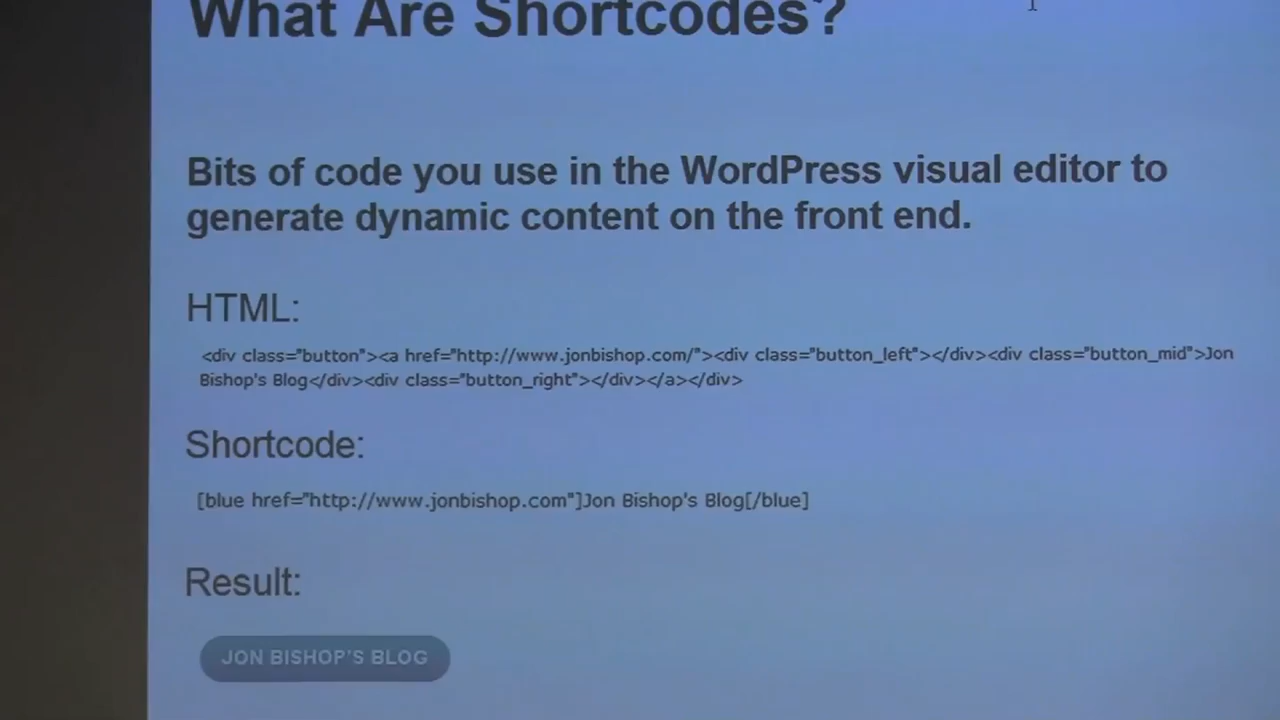 What Are Shortcodes?
Bits of code you use in the WordPress visual editor to
generate dynamic content on the front end.
HTML:
<div class="button"><a href="http://www.jonbishop.com/"><div class="button_left"></div><div class="button_mid">Jon
Bishop's Blog</div><div class="button_right"></div></a></div>
Shortcode:
[blue href="http://www.jonbishop.com"]Jon Bishop's Blog[/blue]
Result:
JON BISHOP'S BLOG